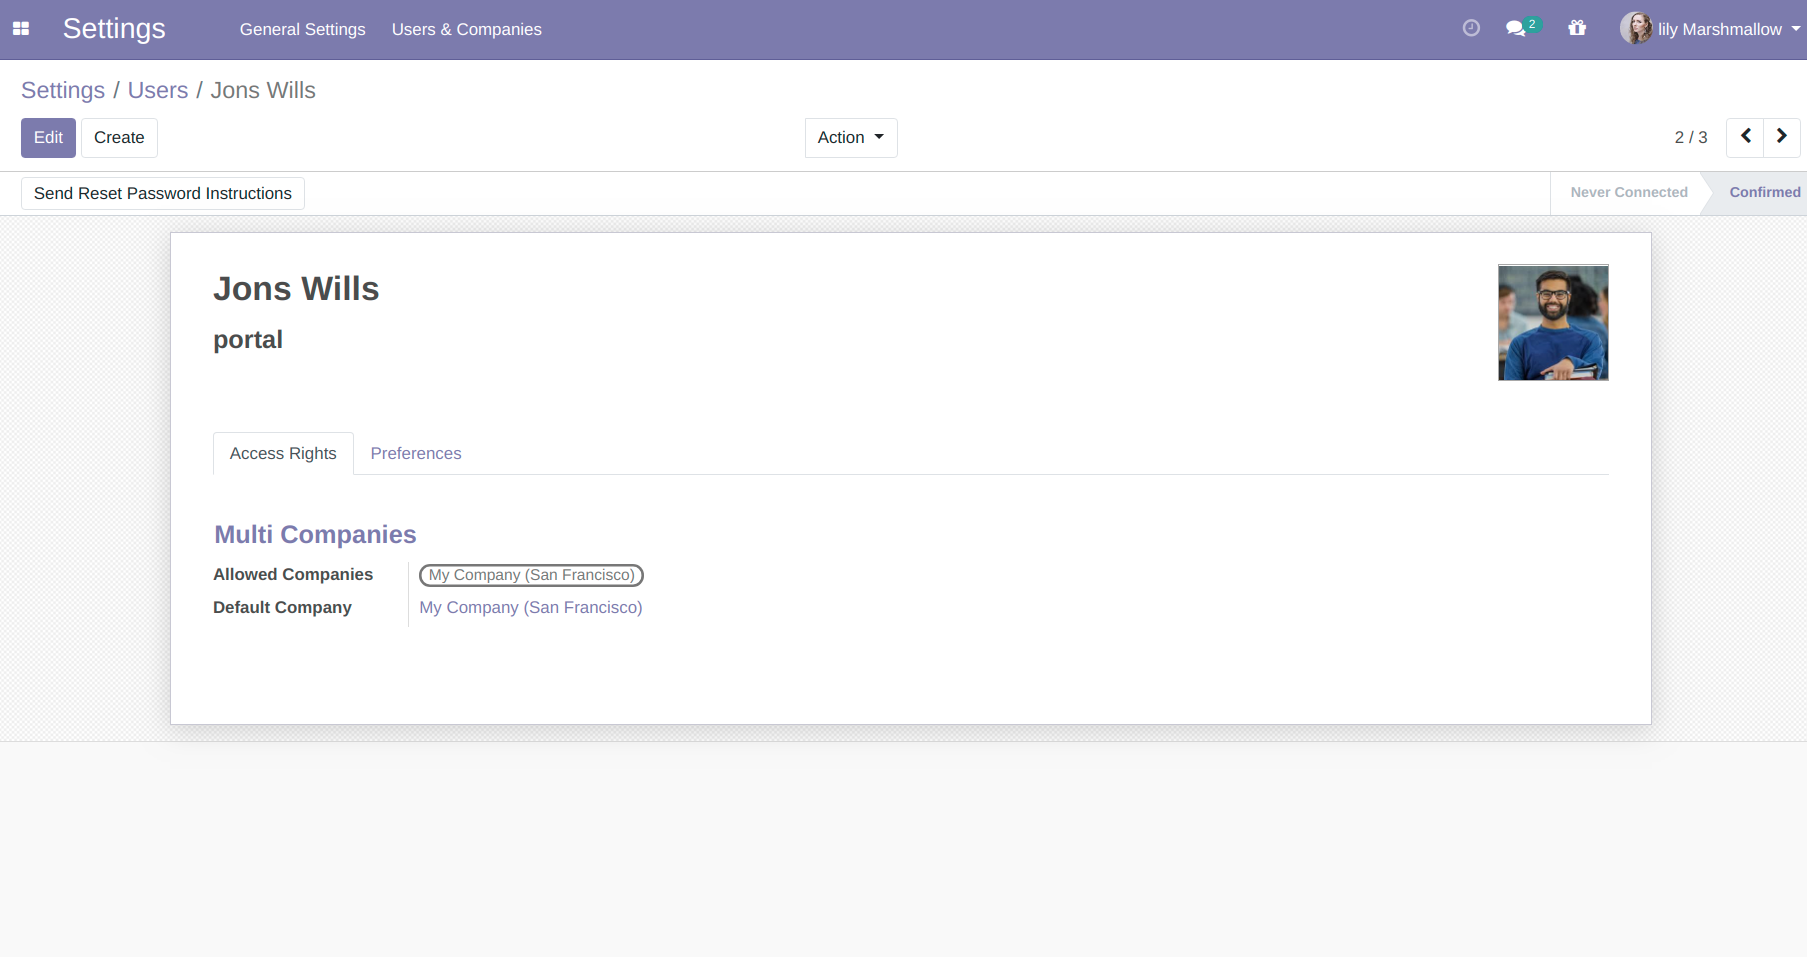 Settings General Settings Users & Companies 2 lily Marshmallow
Settings / Users / Jons Wills
Edit Create Action 2 / 3
Send Reset Password Instructions Never Connected Confirmed
Jons Wills
portal
Access Rights Preferences
Multi Companies
Allowed Companies My Company (San Francisco)
Default Company My Company (San Francisco)